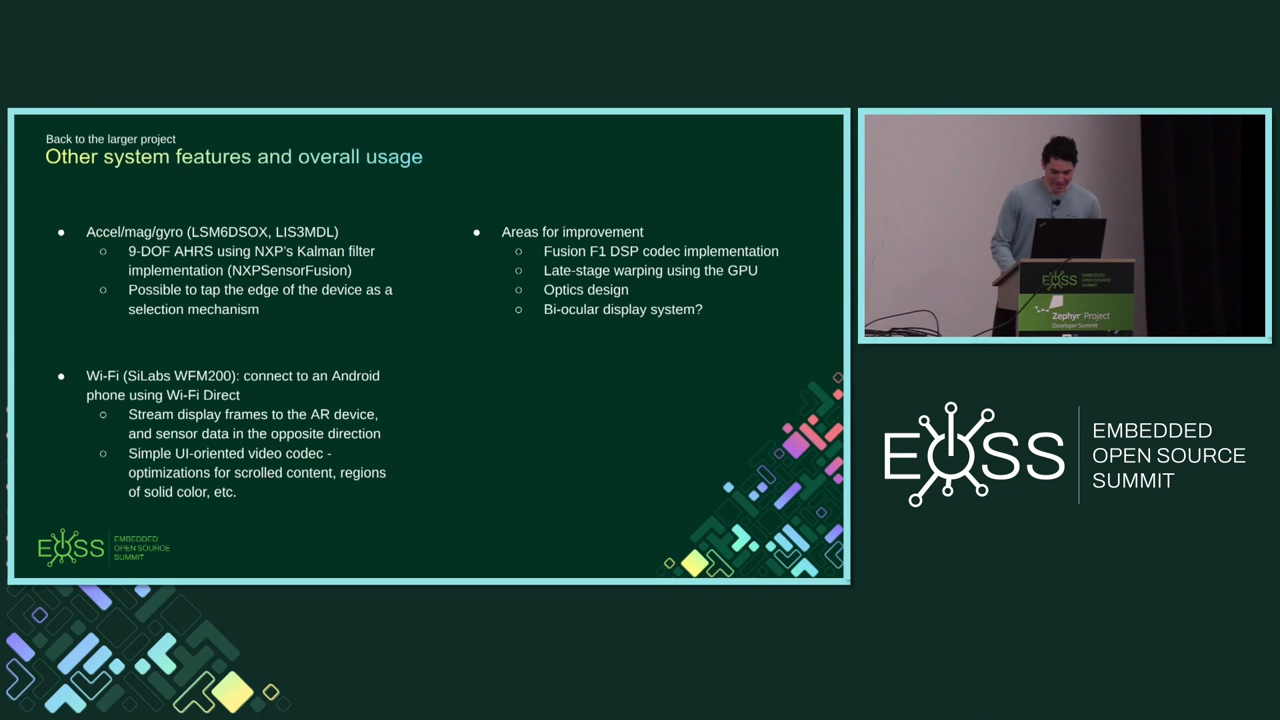 Back to the larger project
Other system features and overall usage
● Accel/mag/gyro (LSM6DSOX, LIS3MDL)
○ 9-DOF AHRS using NXP's Kalman filter
implementation (NXPSensorFusion)
○ Possible to tap the edge of the device as a
selection mechanism
● Wi-Fi (SiLabs WFM200): connect to an Android
phone using Wi-Fi Direct
○ Stream display frames to the AR device,
and sensor data in the opposite direction
○ Simple UI-oriented video codec -
optimizations for scrolled content, regions
of solid color, etc.
● Areas for improvement
○ Fusion F1 DSP codec implementation
○ Late-stage warping using the GPU
○ Optics design
○ Bi-ocular display system?
EOSS
EMBEDDED
OPEN SOURCE
SUMMIT
EOSS
EMBEDDED
OPEN SOURCE
SUMMIT
Zephyr Project
Developer Summit
EOSS
EMBEDDED
OPEN SOURCE
SUMMIT